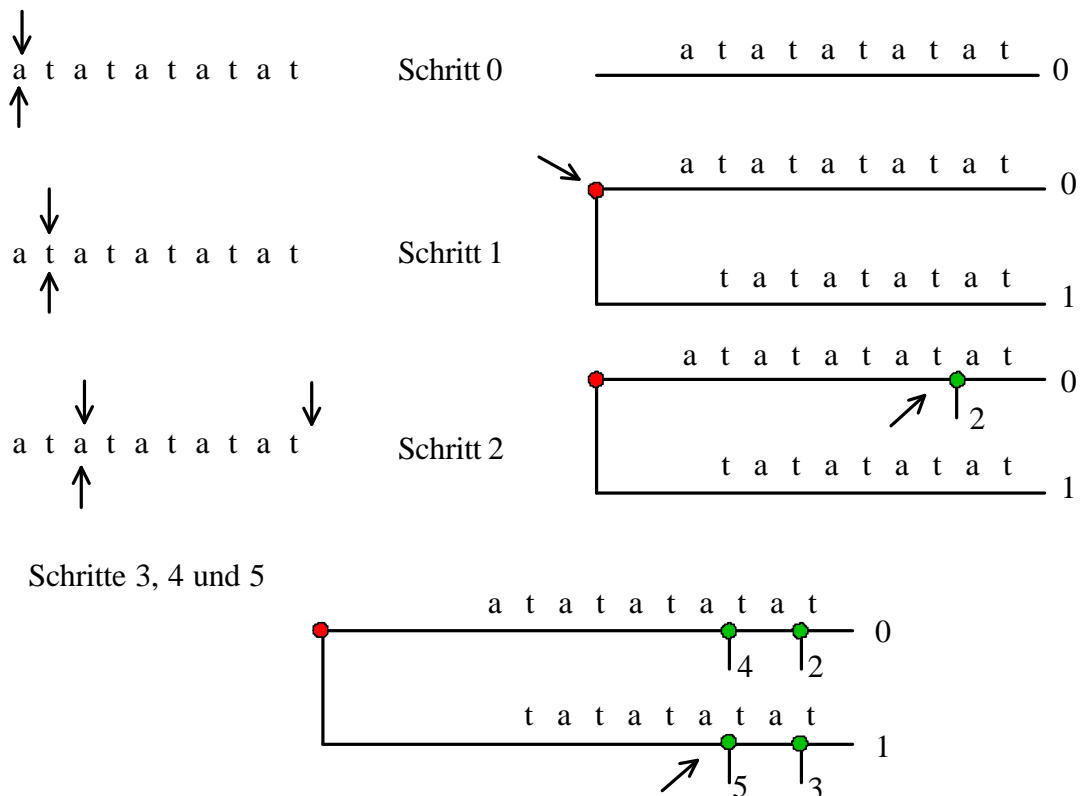 a t a t a t a t a t
Schritt 0
a t a t a t a t a t
0
a t a t a t a t a t
0
a t a t a t a t a t
Schritt 1
t a t a t a t a t
1
a t a t a t a t a t
0
2
a t a t a t a t a t
Schritt 2
t a t a t a t a t
1
Schritte 3, 4 und 5
a t a t a t a t a t
0
4 2
t a t a t a t a t
1
5 3